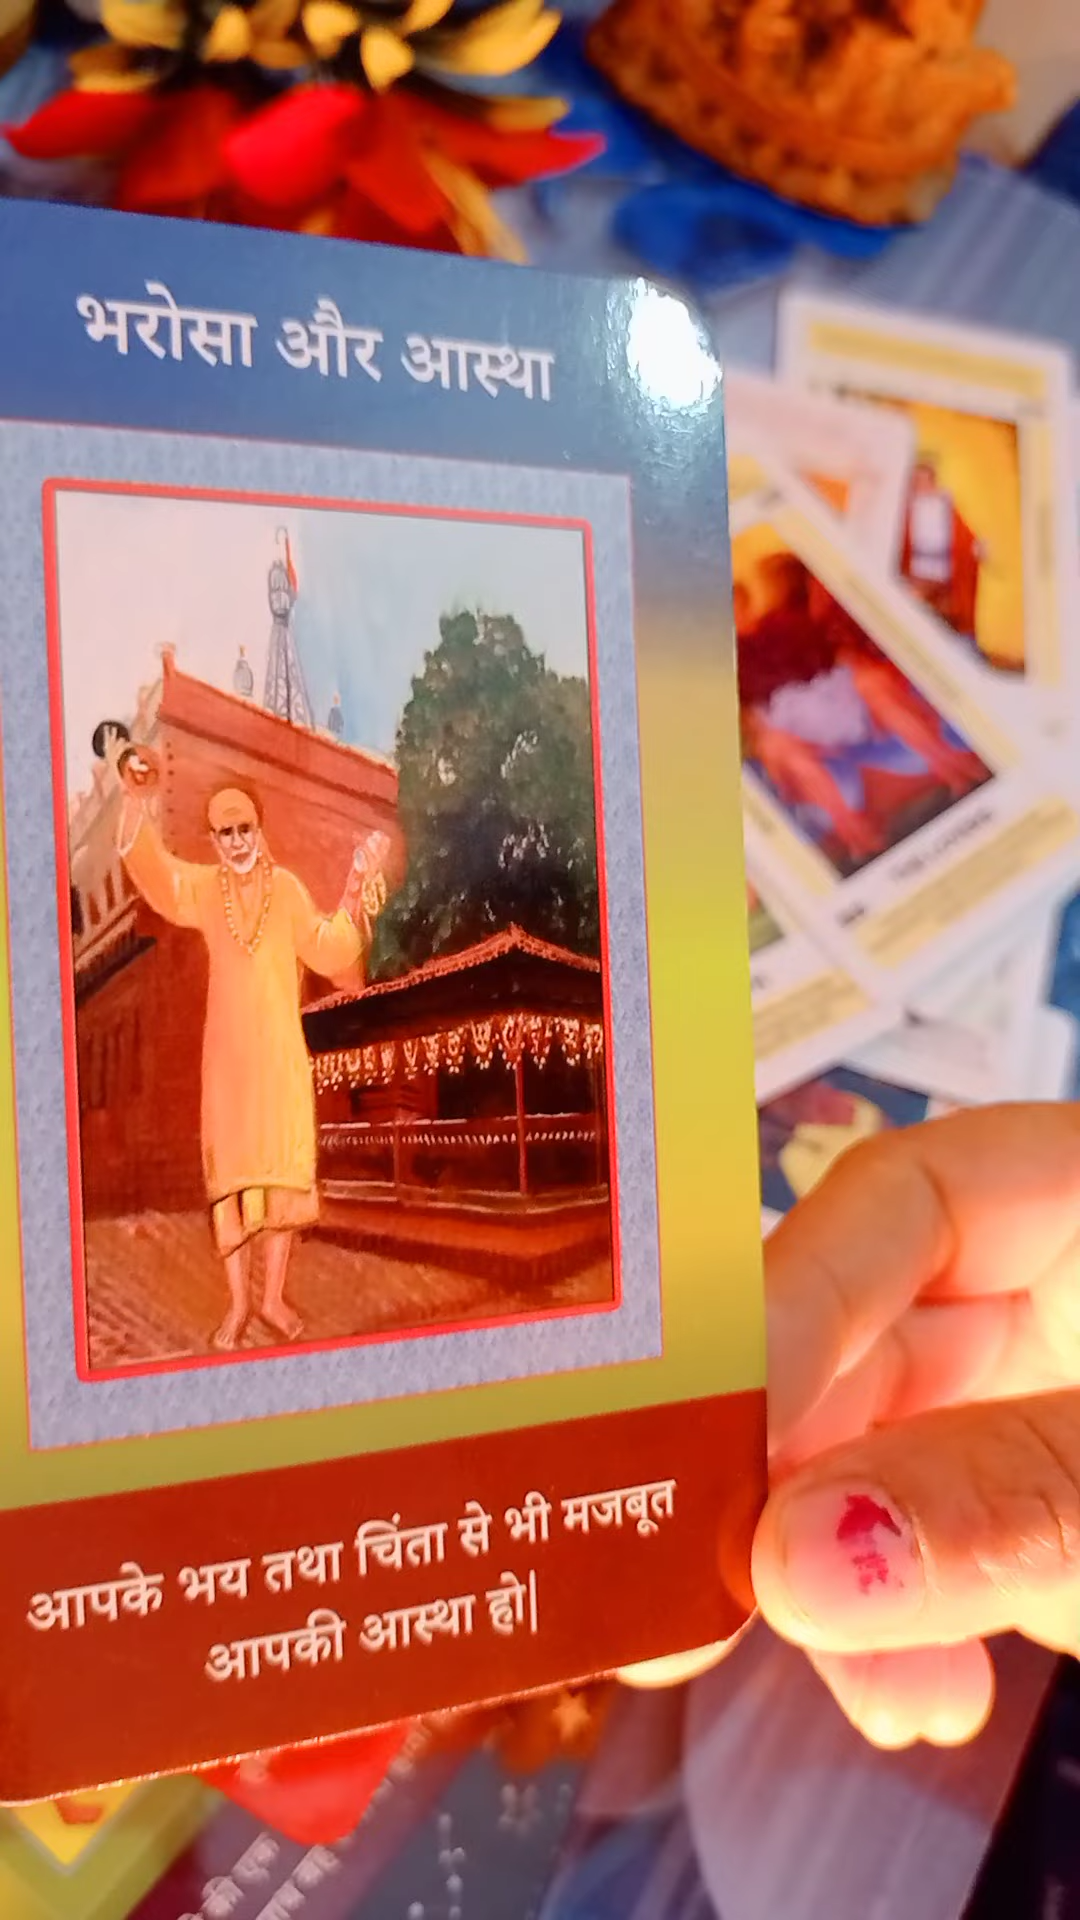 भरोसा और आस्था
आपके भय तथा चिंता से भी मजबूत
आपकी आस्था हो|